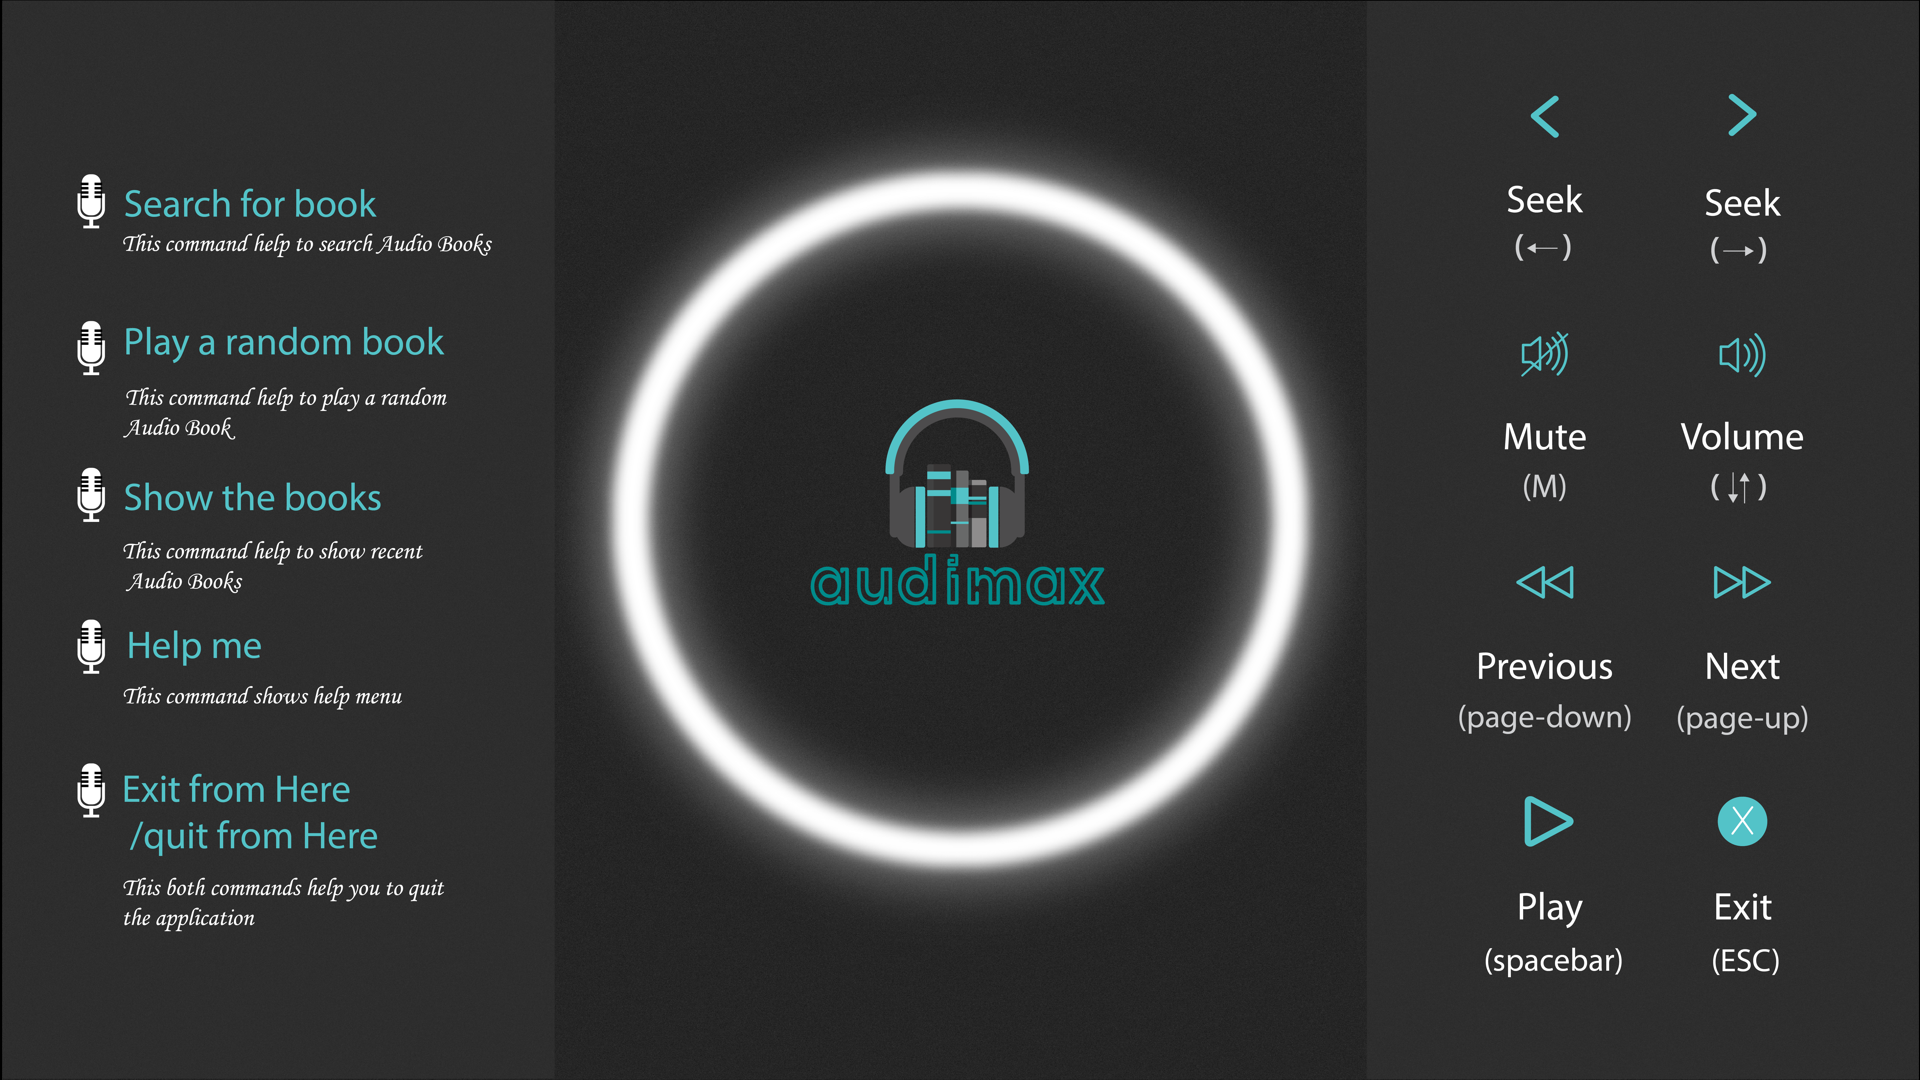 Search for book
This command help to search Audio Books
Play a random book
This command help to play a random
Audio Book
Show the books
This command help to show recent
Audio Books
Help me
This command shows help menu
Exit from Here
/quit from Here
This both commands help you to quit
the application
audimax
Seek
(←)
Seek
(→)
Mute
(M)
Volume
(↓↑)
Previous
(page-down)
Next
(page-up)
X
Play
(spacebar)
Exit
(ESC)